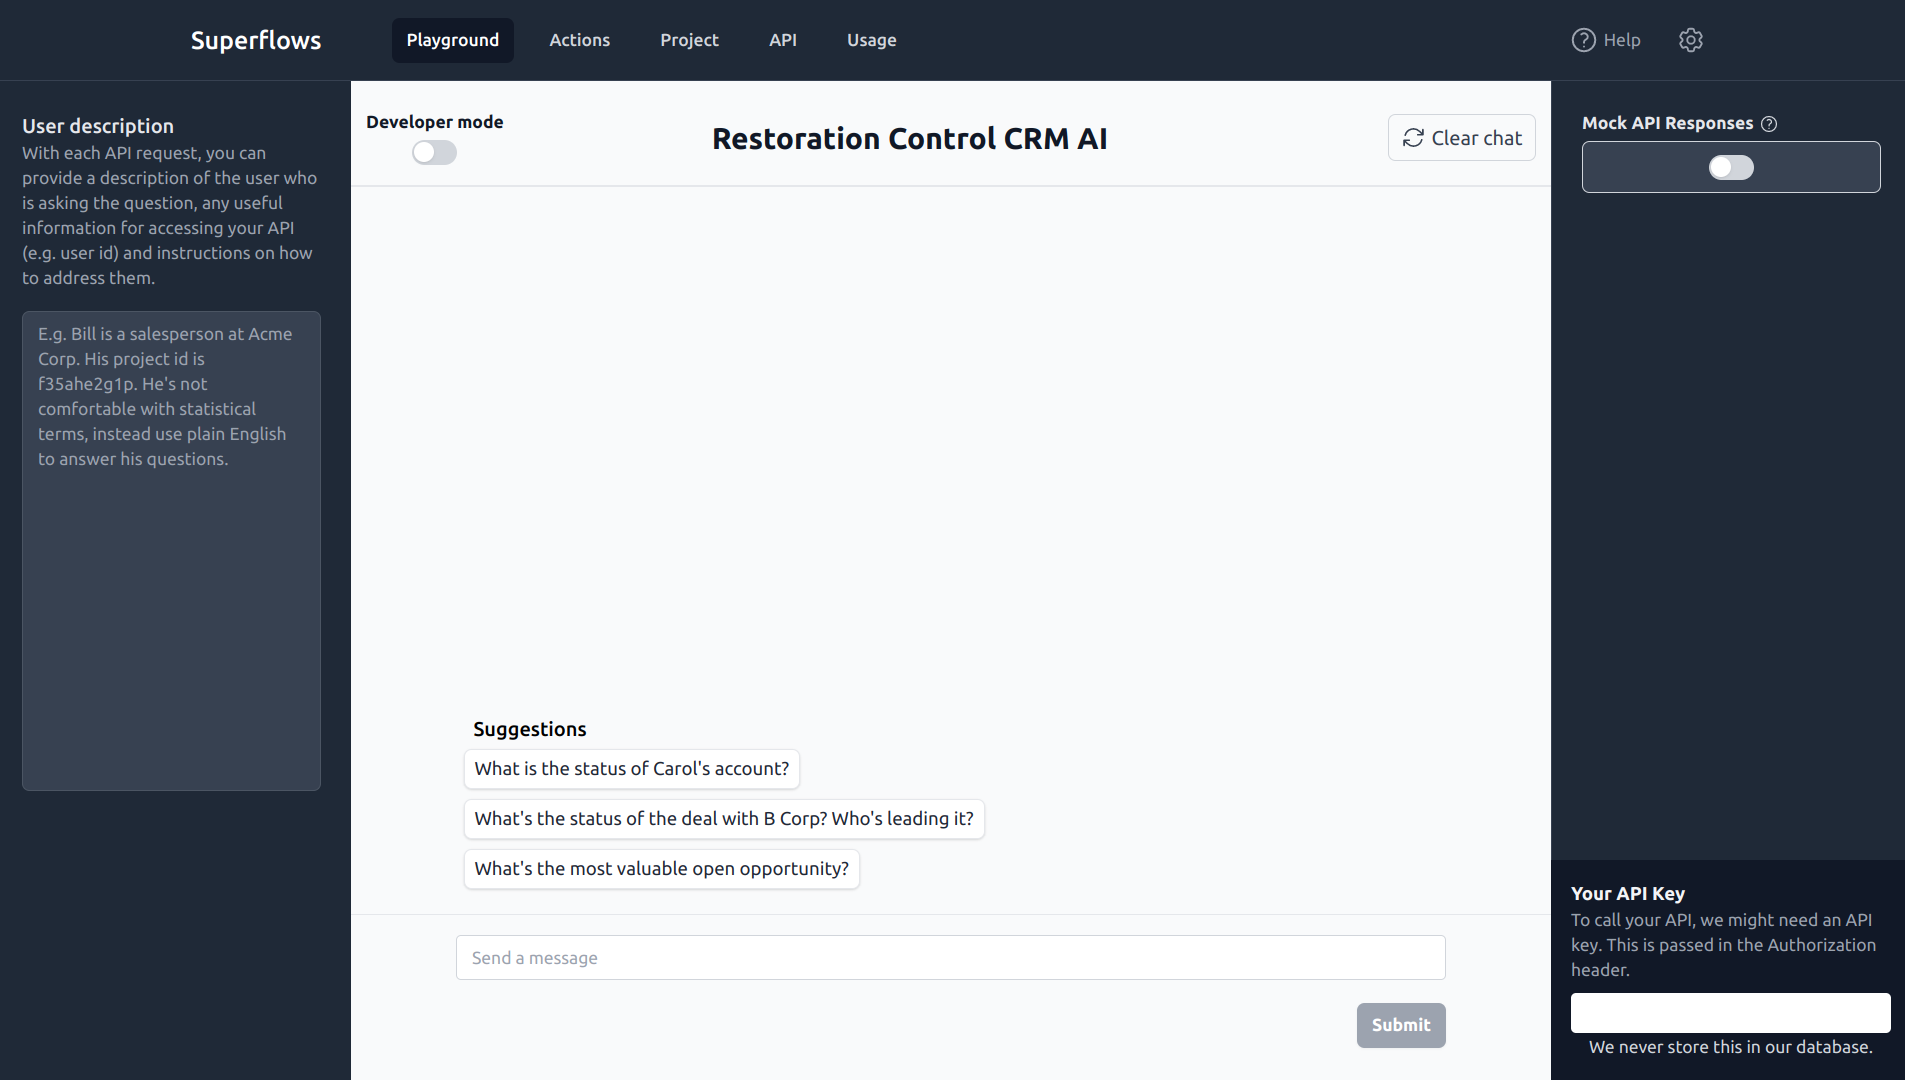 Superflows
Playground
Actions
Project
API
Usage
Help
User description
With each API request, you can
provide a description of the user who
is asking the question, any useful
information for accessing your API
(e.g. user id) and instructions on how
to address them.
E.g. Bill is a salesperson at Acme
Corp. His project id is
f35ahe2g1p. He's not
comfortable with statistical
terms, instead use plain English
to answer his questions.
Developer mode
Restoration Control CRM AI
Clear chat
Suggestions
What is the status of Carol's account?
What's the status of the deal with B Corp? Who's leading it?
What's the most valuable open opportunity?
Send a message
Submit
Mock API Responses
Your API Key
To call your API, we might need an API
key. This is passed in the Authorization
header.
We never store this in our database.